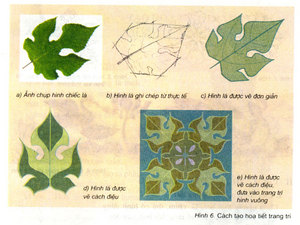 a) Ảnh chụp hình chiếc lá
b) Hình lá ghi chép từ thực tế
c) Hình lá được vẽ đơn giản
d) Hình lá được
vẽ cách điệu
e) Hình lá được
vẽ cách điệu,
đưa vào trang trí
hình vuông
Hình 6. Cách tạo hoạ tiết trang trí